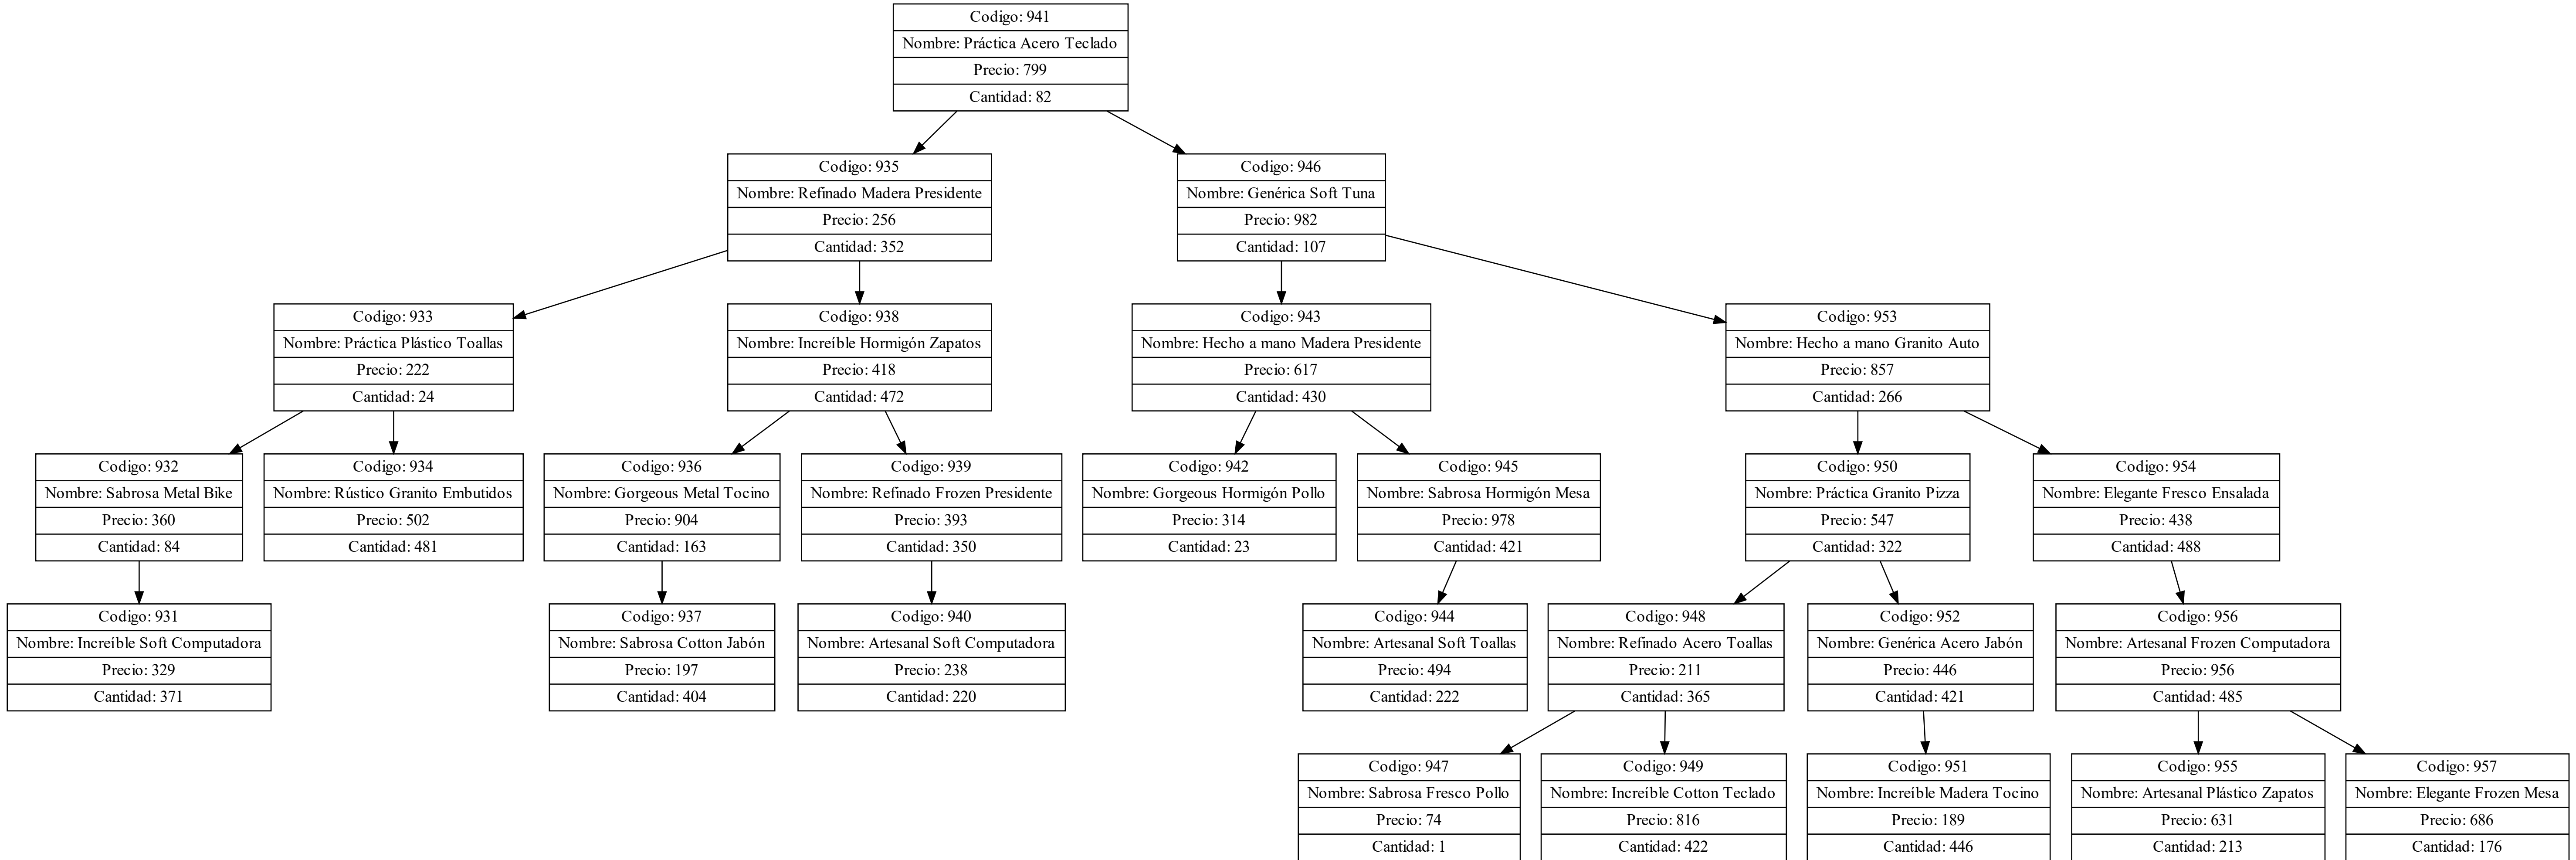 Codigo: 941
Nombre: Práctica Acero Teclado
Precio: 799
Cantidad: 82
Codigo: 935
Nombre: Refinado Madera Presidente
Precio: 256
Cantidad: 352
Codigo: 946
Nombre: Genérica Soft Tuna
Precio: 982
Cantidad: 107
Codigo: 933
Nombre: Práctica Plástico Toallas
Precio: 222
Cantidad: 24
Codigo: 938
Nombre: Increíble Hormigón Zapatos
Precio: 418
Cantidad: 472
Codigo: 943
Nombre: Hecho a mano Madera Presidente
Precio: 617
Cantidad: 430
Codigo: 953
Nombre: Hecho a mano Granito Auto
Precio: 857
Cantidad: 266
Codigo: 932
Nombre: Sabrosa Metal Bike
Precio: 360
Cantidad: 84
Codigo: 934
Nombre: Rústico Granito Embutidos
Precio: 502
Cantidad: 481
Codigo: 936
Nombre: Gorgeous Metal Tocino
Precio: 904
Cantidad: 163
Codigo: 939
Nombre: Refinado Frozen Presidente
Precio: 393
Cantidad: 350
Codigo: 942
Nombre: Gorgeous Hormigón Pollo
Precio: 314
Cantidad: 23
Codigo: 945
Nombre: Sabrosa Hormigón Mesa
Precio: 978
Cantidad: 421
Codigo: 950
Nombre: Práctica Granito Pizza
Precio: 547
Cantidad: 322
Codigo: 954
Nombre: Elegante Fresco Ensalada
Precio: 438
Cantidad: 488
Codigo: 931
Nombre: Increíble Soft Computadora
Precio: 329
Cantidad: 371
Codigo: 937
Nombre: Sabrosa Cotton Jabón
Precio: 197
Cantidad: 404
Codigo: 940
Nombre: Artesanal Soft Computadora
Precio: 238
Cantidad: 220
Codigo: 944
Nombre: Artesanal Soft Toallas
Precio: 494
Cantidad: 222
Codigo: 948
Nombre: Refinado Acero Toallas
Precio: 211
Cantidad: 365
Codigo: 952
Nombre: Genérica Acero Jabón
Precio: 446
Cantidad: 421
Codigo: 956
Nombre: Artesanal Frozen Computadora
Precio: 956
Cantidad: 485
Codigo: 947
Nombre: Sabrosa Fresco Pollo
Precio: 74
Cantidad: 1
Codigo: 949
Nombre: Increíble Cotton Teclado
Precio: 816
Cantidad: 422
Codigo: 951
Nombre: Increíble Madera Tocino
Precio: 189
Cantidad: 446
Codigo: 955
Nombre: Artesanal Plástico Zapatos
Precio: 631
Cantidad: 213
Codigo: 957
Nombre: Elegante Frozen Mesa
Precio: 686
Cantidad: 176